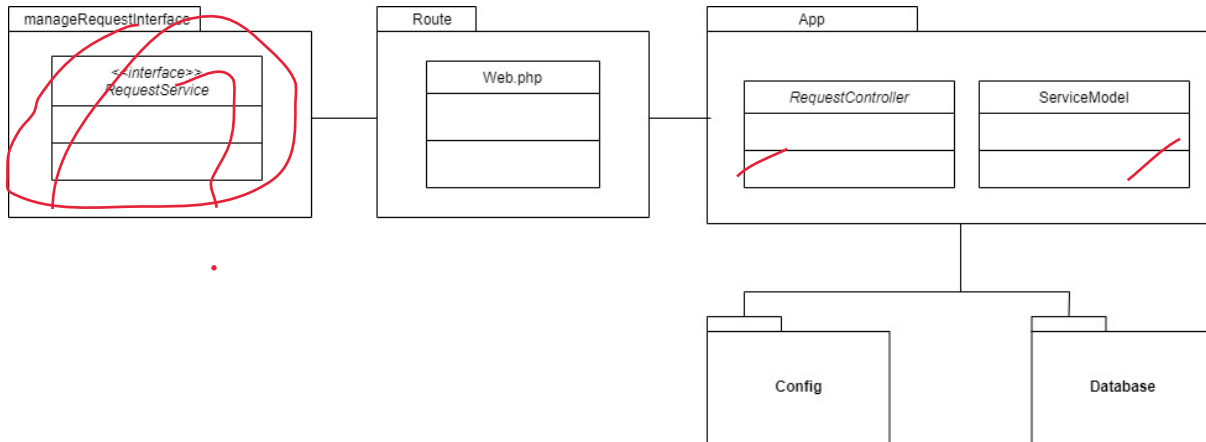 manageRequestInterface
<<interface>>
RequestService
Route
Web.php
App
RequestController
ServiceModel
Config
Database